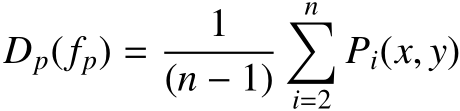 D_p(f_p) = \frac{1}{(n-1)} \sum_{i=2}^{n} P_i(x, y)